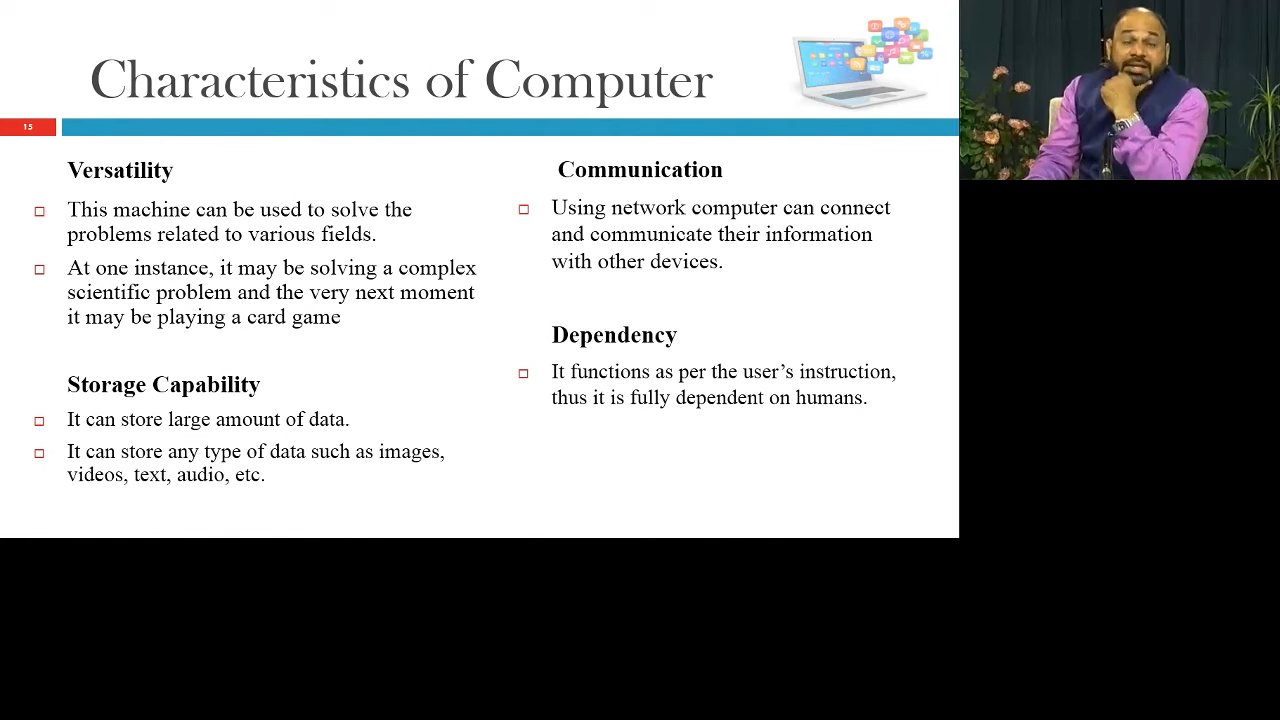 Characteristics of Computer
15
Versatility
This machine can be used to solve the
problems related to various fields.
At one instance, it may be solving a complex
scientific problem and the very next moment
it may be playing a card game
Storage Capability
It can store large amount of data.
It can store any type of data such as images,
videos, text, audio, etc.
Communication
Using network computer can connect
and communicate their information
with other devices.
Dependency
It functions as per the user’s instruction,
thus it is fully dependent on humans.